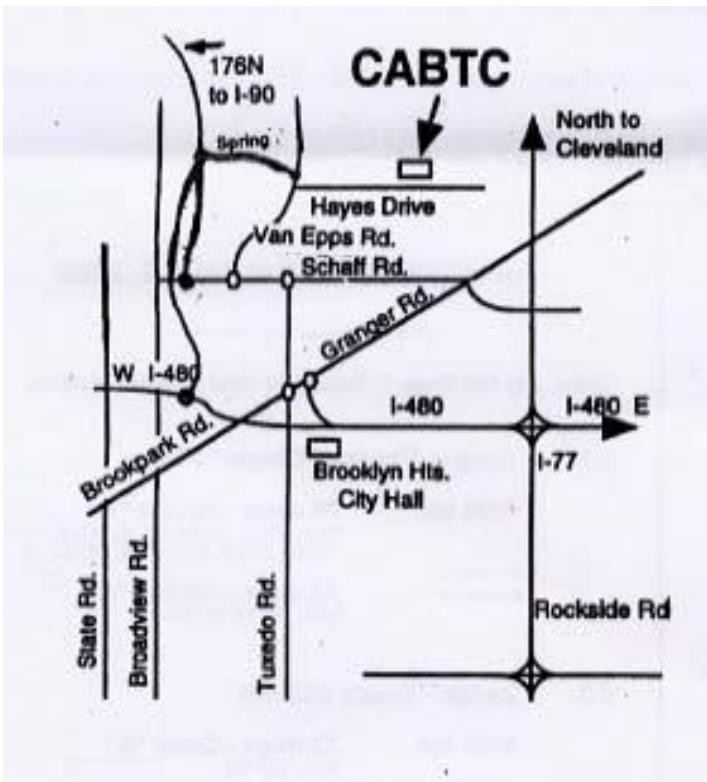 176N
to I-90
CABTC
North to
Cleveland
Spring
Hayes Drive
Van Epps Rd.
Schaff Rd.
Granger Rd.
W I-480
I-480
I-480 E
Brookpark Rd.
I-77
Brooklyn Hts.
City Hall
State Rd.
Broadview Rd.
Tuxedo Rd.
Rockside Rd